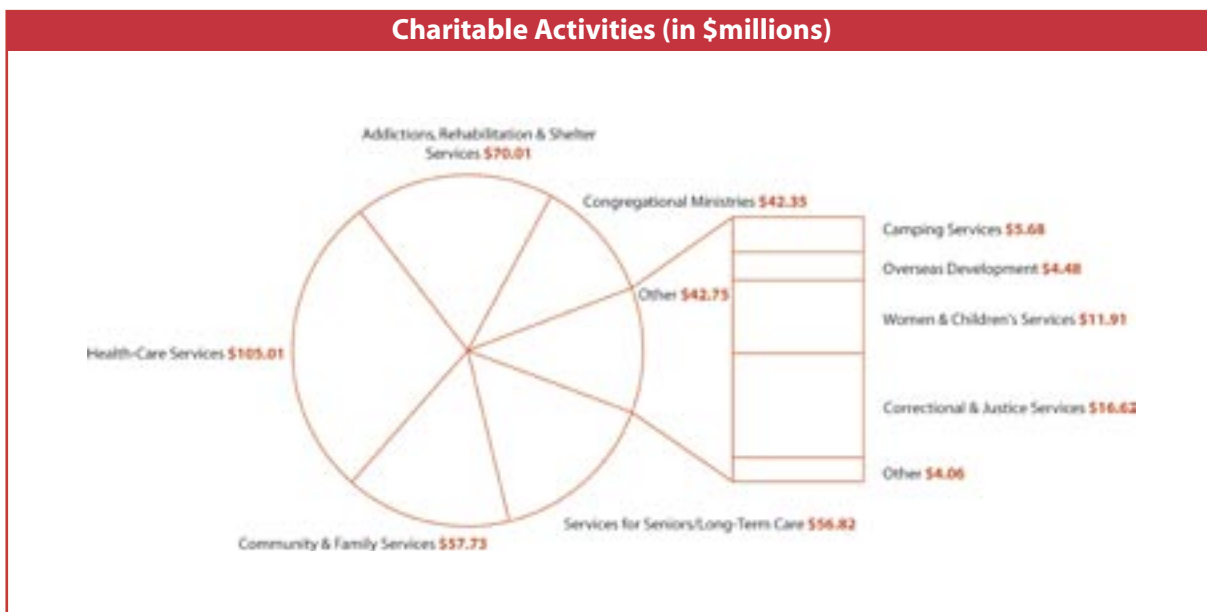 Charitable Activities (in $millions)
Addictions, Rehabilitation & Shelter
Services $70.01
Congregational Ministries $42.35
Camping Services $5.68
Overseas Development $4.48
Other $42.75
Women & Children's Services $11.91
Health-Care Services $105.01
Correctional & Justice Services $16.62
Other $4.06
Services for Seniors/Long-Term Care $56.82
Community & Family Services $57.73